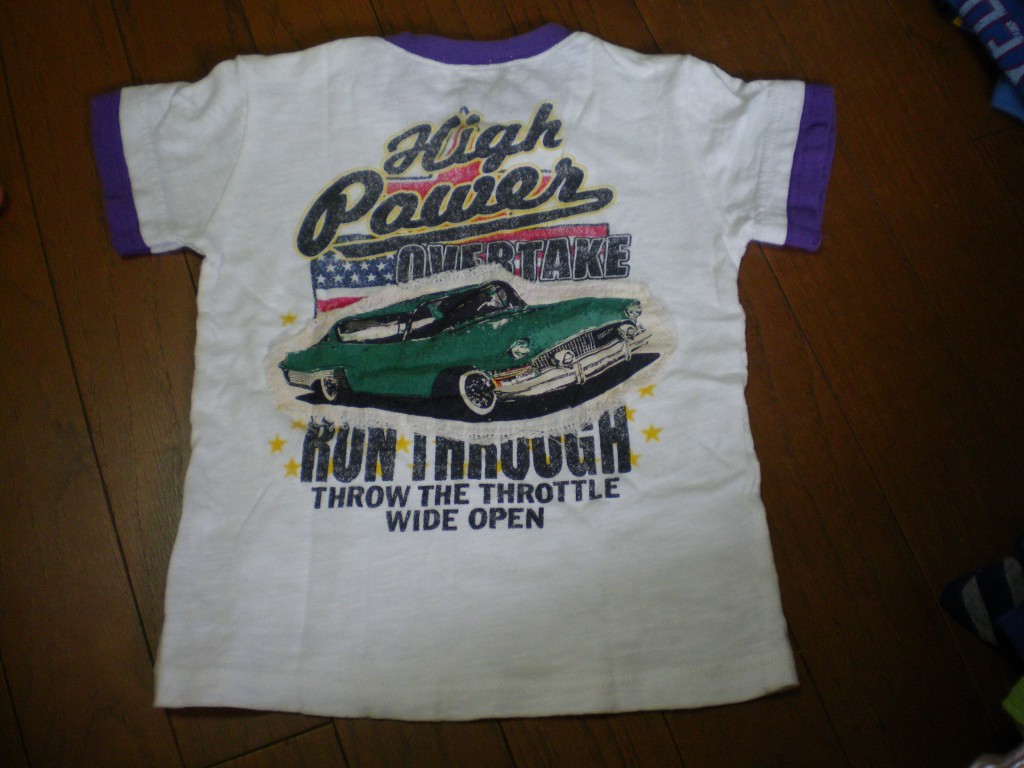 High
Power
OVERTAKE
RUN THROUGH
THROW THE THROTTLE
WIDE OPEN